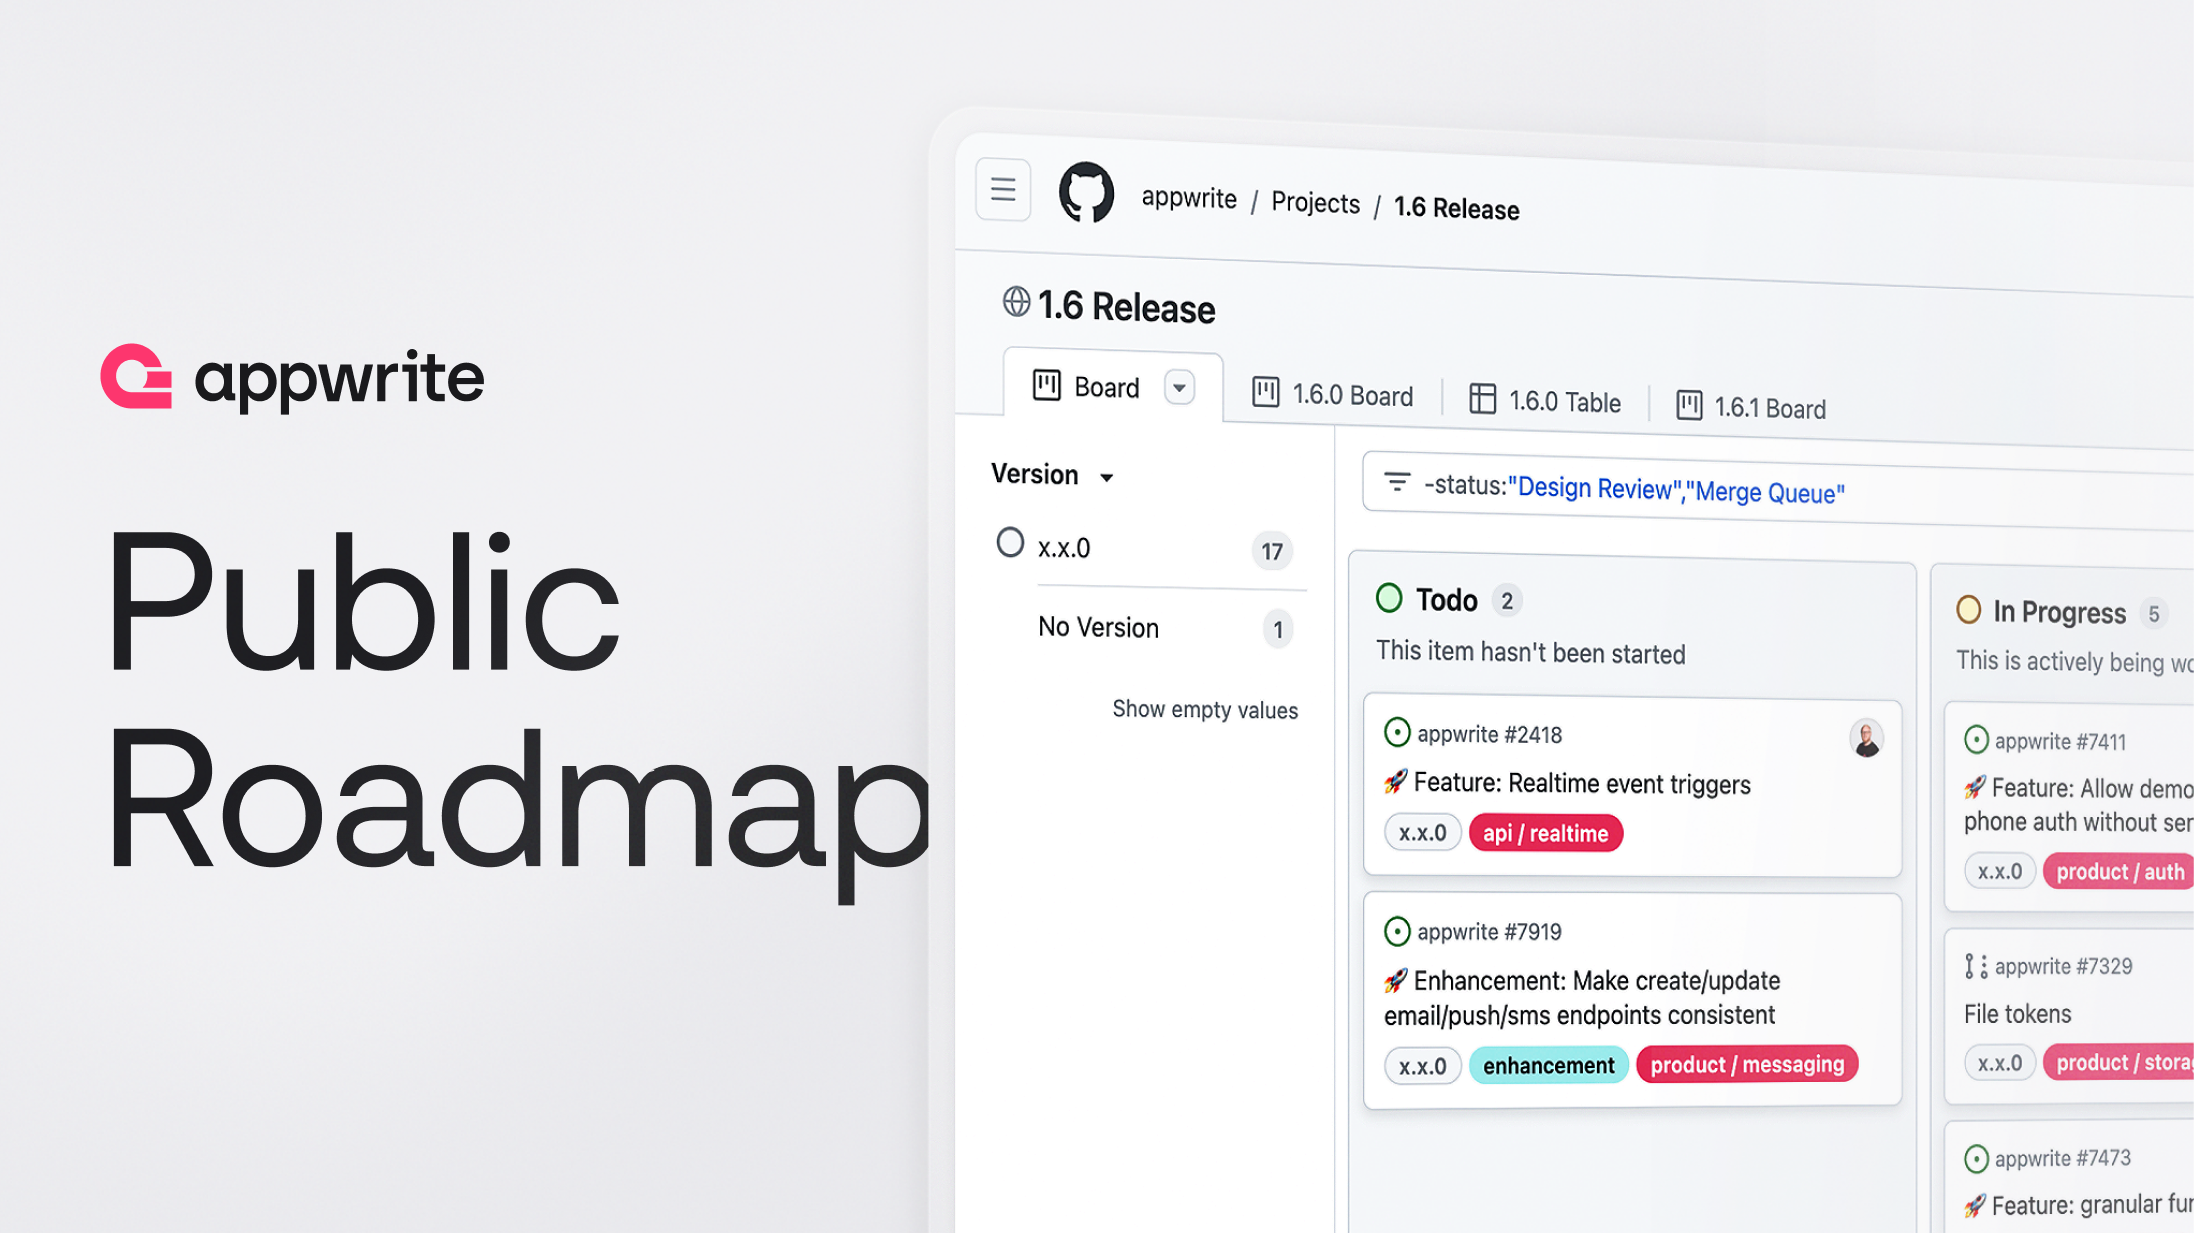 appwrite
Public
Roadmap
appwrite / Projects / 1.6 Release
1.6 Release
Board
1.6.0 Board
1.6.0 Table
1.6.1 Board
Version
x.x.0 17
No Version 1
Show empty values
-status:"Design Review","Merge Queue"
Todo 2
This item hasn't been started
appwrite #2418
🚀 Feature: Realtime event triggers
x.x.0 api / realtime
appwrite #7919
🚀 Enhancement: Make create/update
email/push/sms endpoints consistent
x.x.0 enhancement product / messaging
In Progress 5
This is actively being
appwrite #7411
🚀 Feature: Allow demo
phone auth without
x.x.0 product / auth
appwrite #7329
File tokens
x.x.0 product /
appwrite #7473
🚀 Feature: granular